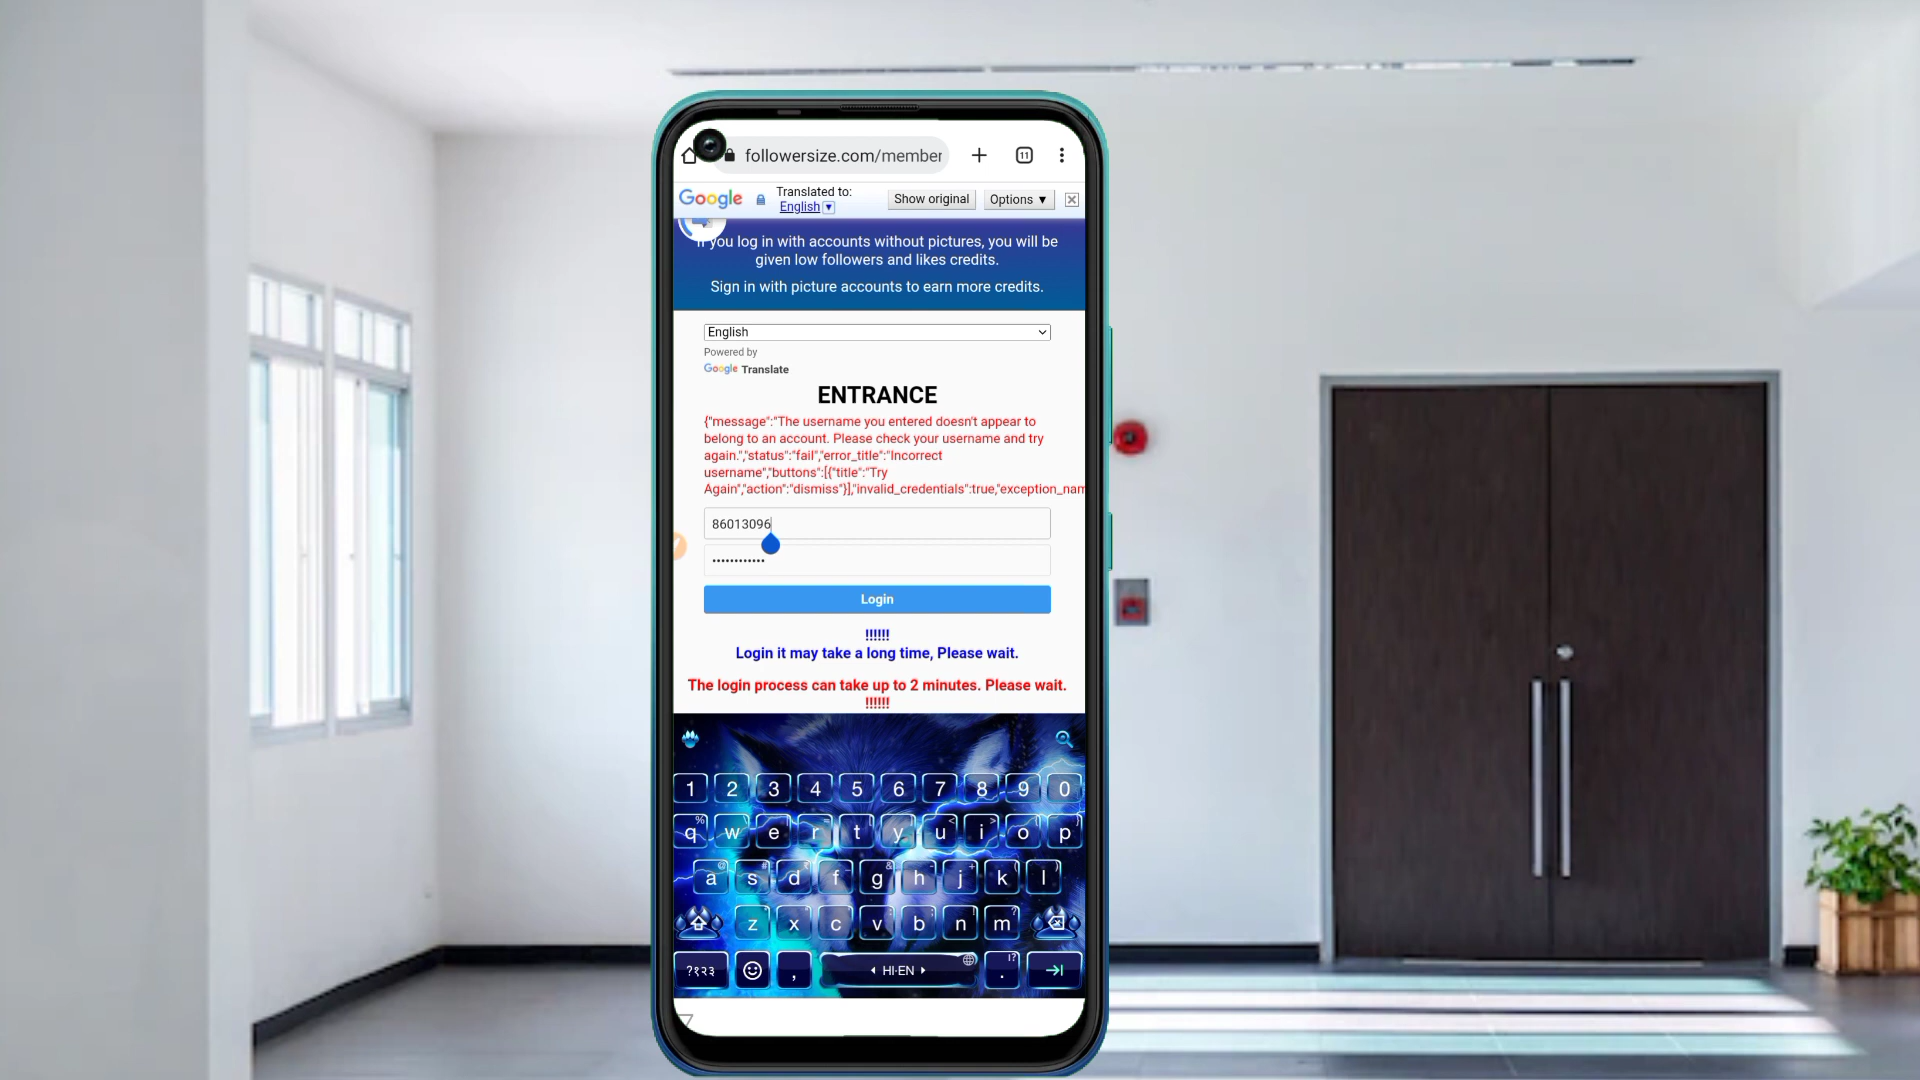 followersize.com/member
11
Google
Translated to:
English ▼
Show original
Options ▼
you log in with accounts without pictures, you will be
given low followers and likes credits.
Sign in with picture accounts to earn more credits.
English
Powered by
Google Translate
ENTRANCE
{"message":"The username you entered doesn't appear to
belong to an account. Please check your username and try
again.","status":"fail","error_title":"Incorrect
username","buttons":[{"title":"Try
Again","action":"dismiss"}],"invalid_credentials":true,"exception_nam
86013096
••••••••••••
Login
!!!!!!
Login it may take a long time, Please wait.
The login process can take up to 2 minutes. Please wait.
!!!!!!
1 2 3 4 5 6 7 8 9 0
q w e r t y u i o p
a s d f g h j k l
z x c v b n m
?१२३ , HI·EN .